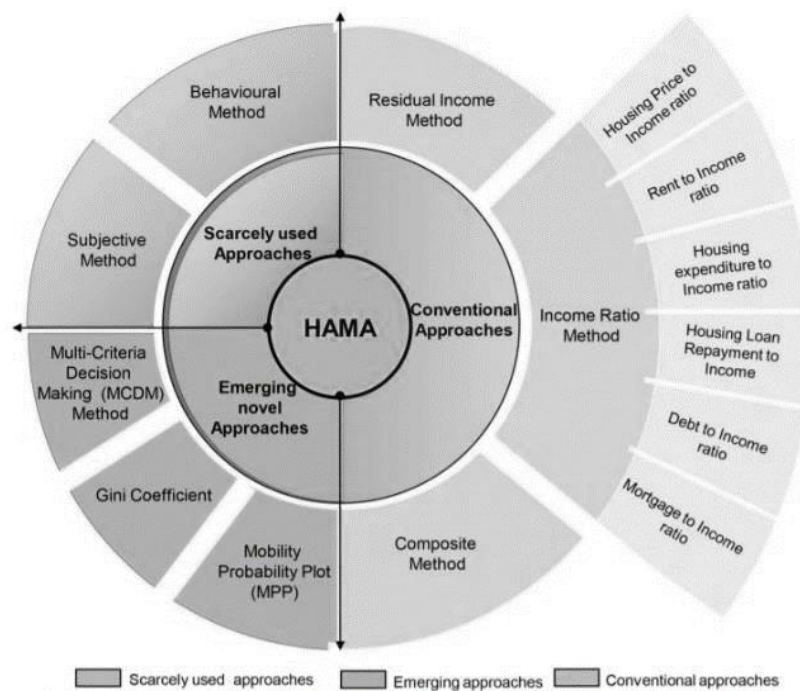 Behavioural
Method
Residual Income
Method
Housing Price to
Income ratio
Rent to Income
ratio
Housing
expenditure to
Income ratio
Housing Loan
Repayment to
Income
Debt to Income
ratio
Mortgage to Income
ratio
Income Ratio
Method
Subjective
Method
Scarcely used
Approaches
Conventional
Approaches
HAMA
Emerging
novel
Approaches
Multi-Criteria
Decision
Making (MCDM)
Method
Gini Coefficient
Mobility
Probability Plot
(MPP)
Composite
Method
Scarcely used approaches
Emerging approaches
Conventional approaches